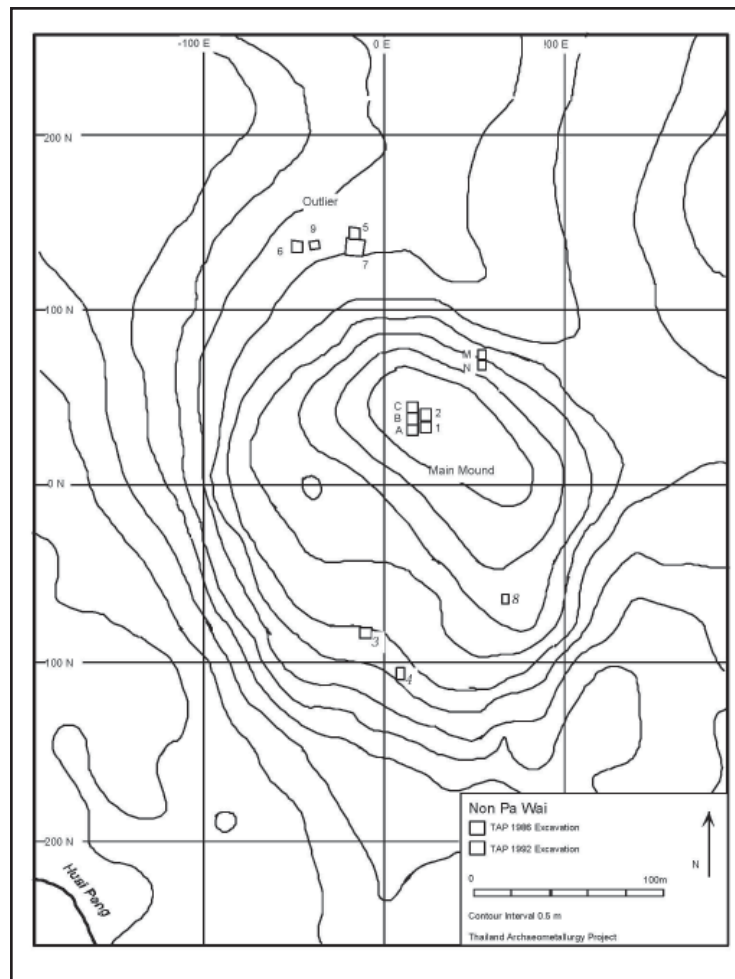 -100 E
0 E
100 E
200 N
Outlier
5
9
6
7
100 N
M
N
C
2
B
1
A
Main Mound
0 N
8
3
100 N
4
200 N
Huai Pong
Non Pa Wai
TAP 1986 Excavation
TAP 1992 Excavation
N
0
100m
Contour Interval 0.5 m
Thailand Archaeometallurgy Project